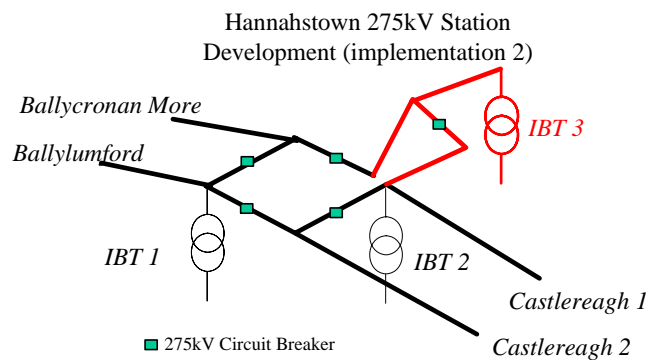 Hannahstown 275kV Station
Development (implementation 2)
Ballycronan More
Ballylumford
IBT 3
IBT 1
IBT 2
Castlereagh 1
Castlereagh 2
275kV Circuit Breaker